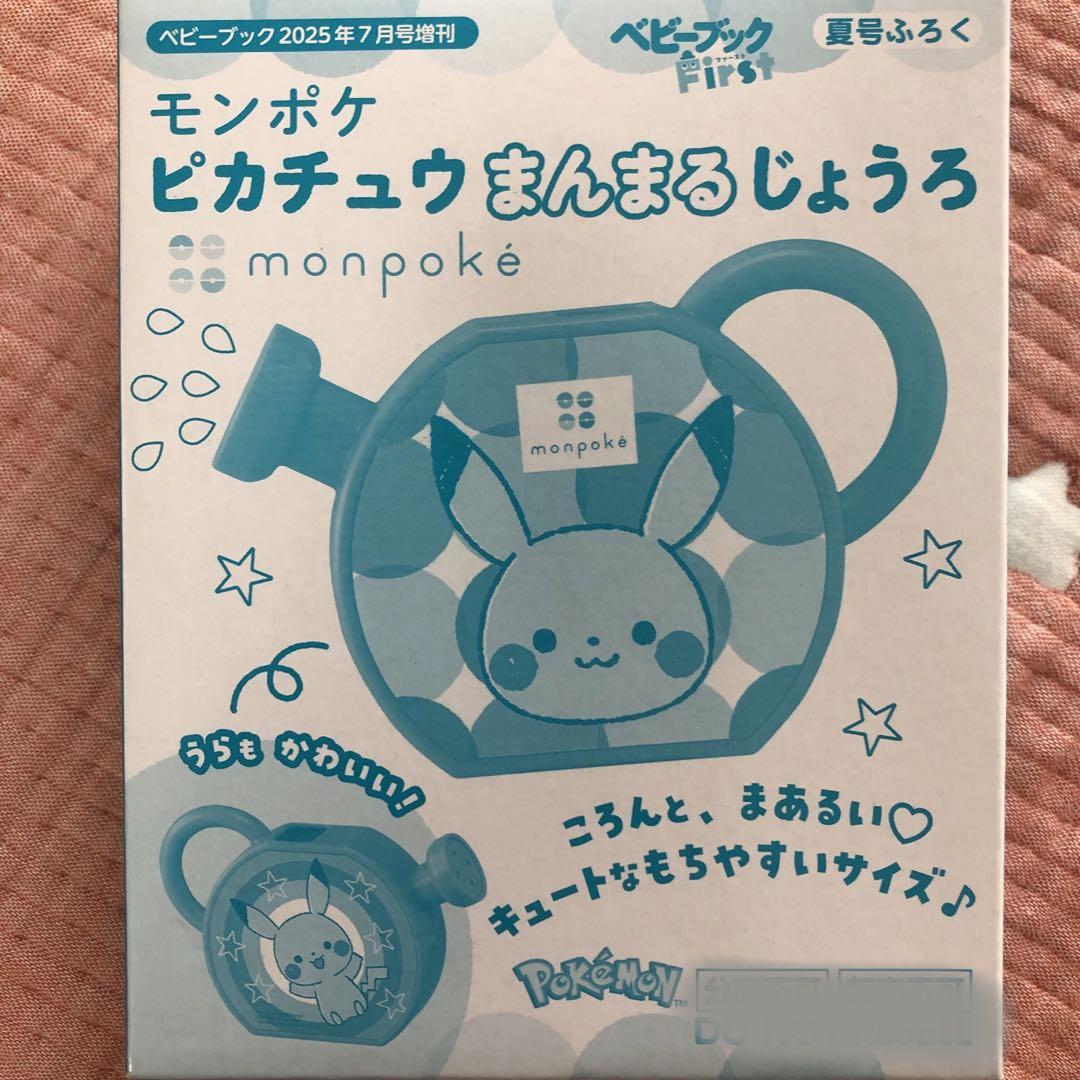 ベビーブック2025年7月号増刊
ベビーブック
ファースト
First
夏号ふろく
モンポケ
ピカチュウまんまるじょうろ
monpoké
monpoké
うらも かわいい!
ころんと、まあるい♡
キュートなもちやすいサイズ♪
POKÉMON™